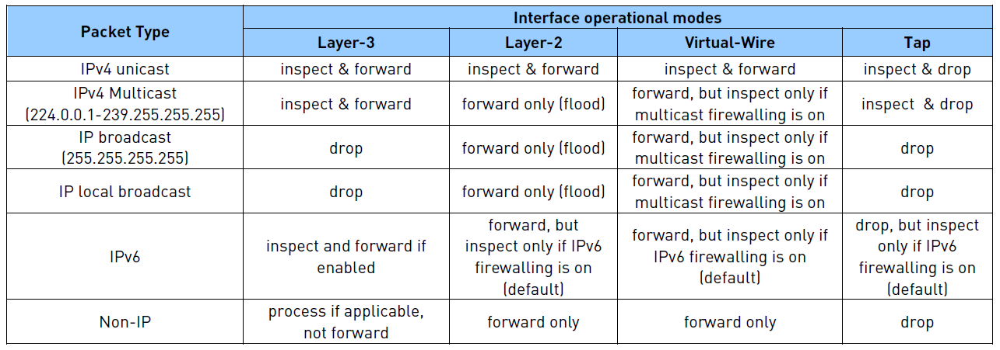 Packet Type
Interface operational modes
Layer-3
Layer-2
Virtual-Wire
Tap
IPv4 unicast
inspect & forward
inspect & forward
inspect & forward
inspect & drop
IPv4 Multicast
(224.0.0.1-239.255.255.255)
inspect & forward
forward only (flood)
forward, but inspect only if
multicast firewalling is on
inspect & drop
IP broadcast
(255.255.255.255)
drop
forward only (flood)
forward, but inspect only if
multicast firewalling is on
drop
IP local broadcast
drop
forward only (flood)
forward, but inspect only if
multicast firewalling is on
drop
IPv6
inspect and forward if
enabled
forward, but
inspect only if IPv6
firewalling is on
(default)
forward, but inspect only if
IPv6 firewalling is on
(default)
drop, but inspect
only if IPv6
firewalling is on
(default)
Non-IP
process if applicable,
not forward
forward only
forward only
drop